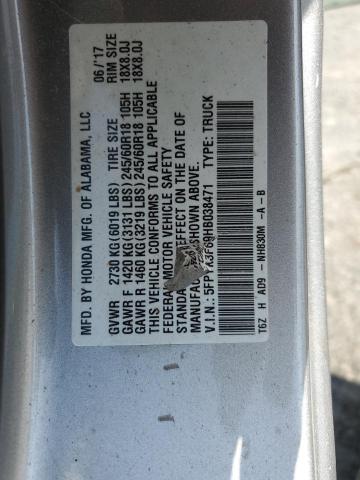 MFD. BY HONDA MFG. OF ALABAMA, LLC 06/'17
TIRE SIZE RIM SIZE
GVWR 2730 KG(6019 LBS)
GAWR F 1420 KG(3131 LBS) 245/60R18 105H 18X8.0J
GAWR R 1460 KG(3219 LBS) 245/60R18 105H 18X8.0J
THIS VEHICLE CONFORMS TO ALL APPLICABLE
FEDERAL MOTOR VEHICLE SAFETY
STANDARDS EFFECT ON THE DATE OF
MANUFAC SHOWN ABOVE.
V.I.N.: 5FPYK3F69HB038471 TYPE: TRUCK
T6Z H AD9 - NH830M -A -B